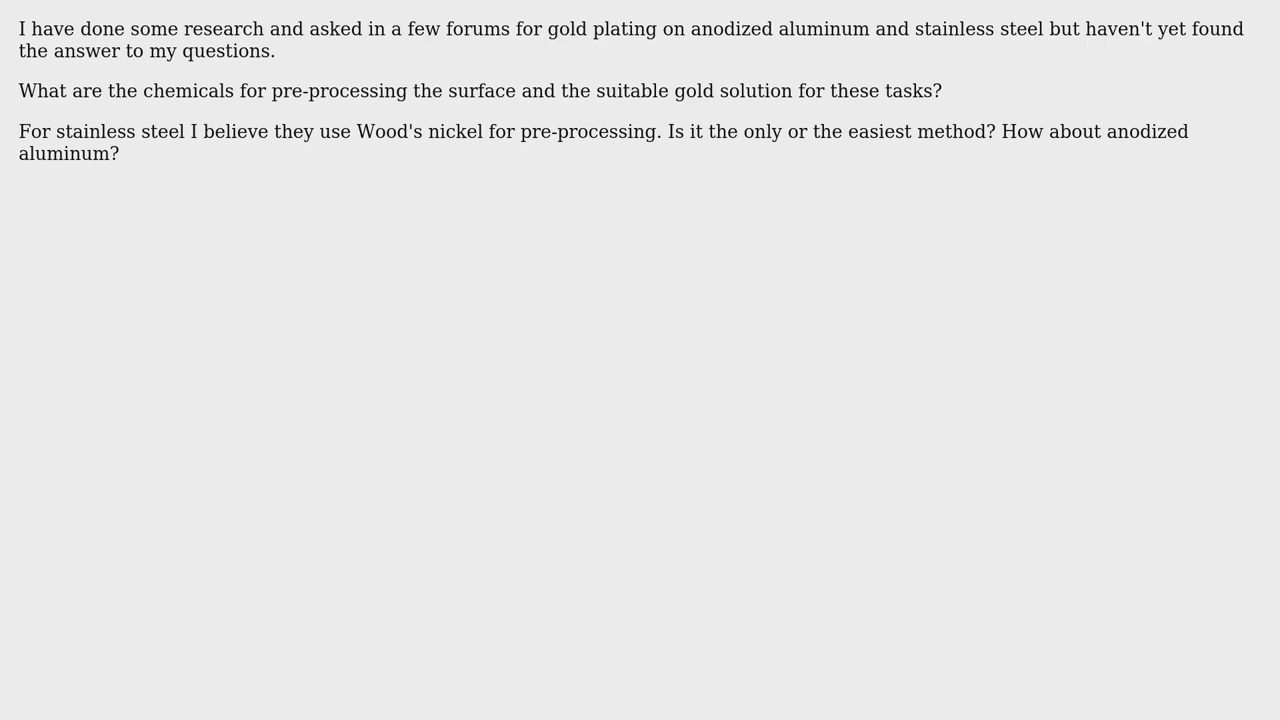 I have done some research and asked in a few forums for gold plating on anodized aluminum and stainless steel but haven't yet found
the answer to my questions.
What are the chemicals for pre-processing the surface and the suitable gold solution for these tasks?
For stainless steel I believe they use Wood's nickel for pre-processing. Is it the only or the easiest method? How about anodized
aluminum?